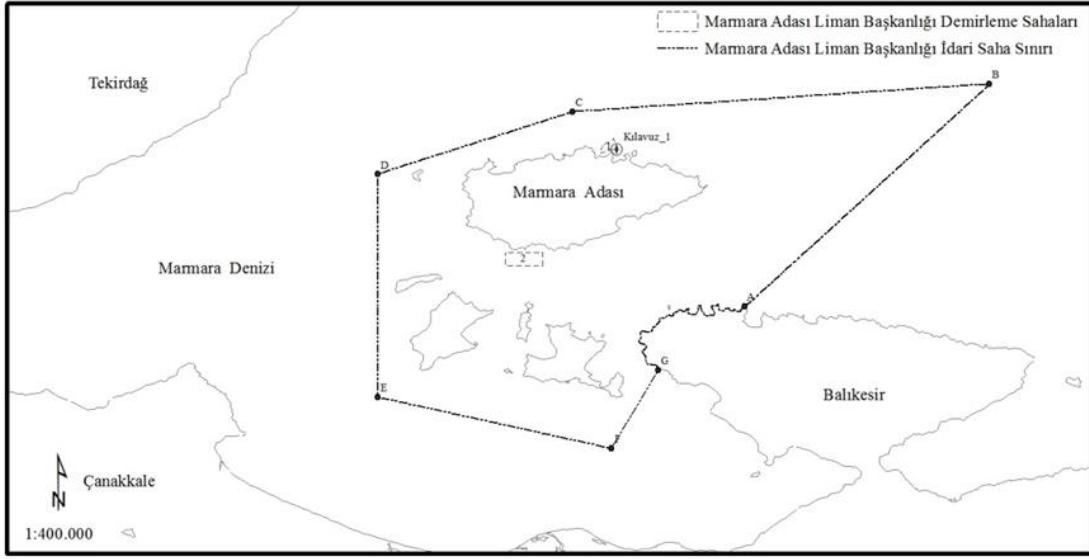 Marmara Adası Liman Başkanlığı Demirleme Sahaları
Marmara Adası Liman Başkanlığı İdari Saha Sınırı
Tekirdağ
B
C
Kılavuz_1
1
D
Marmara Adası
2
Marmara Denizi
A
G
E
Balıkesir
F
N
Çanakkale
1:400.000